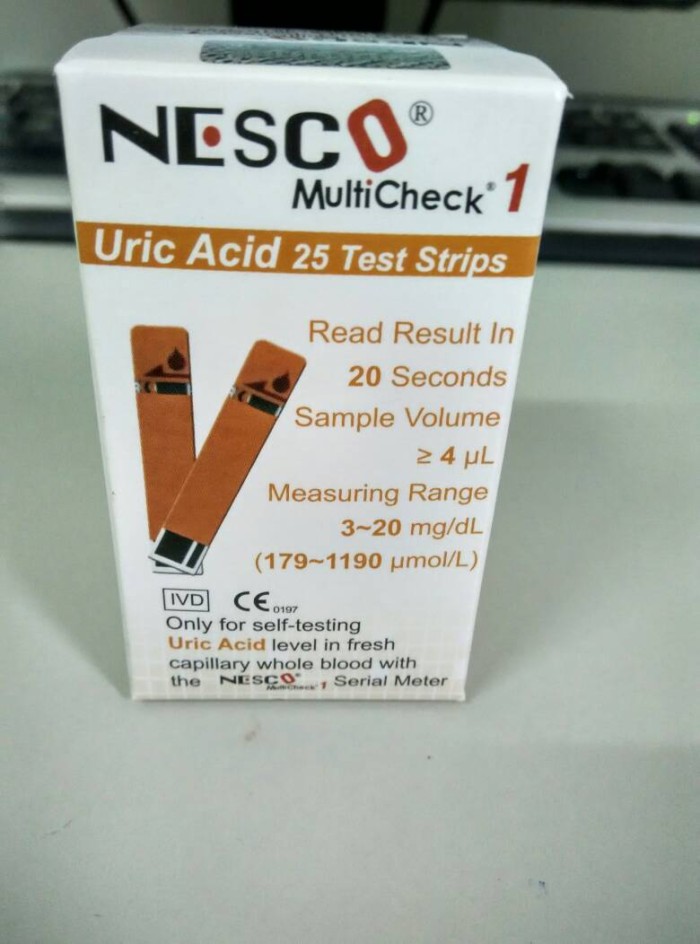 NESCO®
MultiCheck® 1
Uric Acid 25 Test Strips
Read Result In
20 Seconds
Sample Volume
≥ 4 µL
Measuring Range
3~20 mg/dL
(179~1190 µmol/L)
IVD CE 0197
Only for self-testing
Uric Acid level in fresh
capillary whole blood with
the NESCO® MultiCheck® 1 Serial Meter